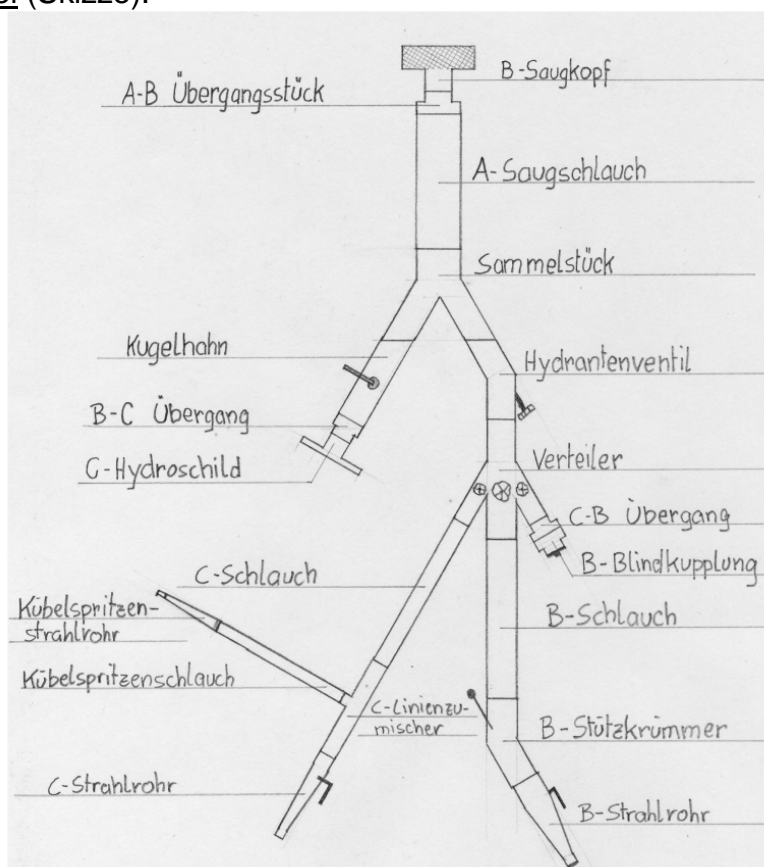 (Skizze).
B-Saugkopf
A-B Übergangsstück
A-Saugschlauch
Sammelstück
Kugelhahn
Hydrantenventil
B-C Übergang
C-Hydroschild
Verteiler
C-B Übergang
B-Blindkupplung
C-Schlauch
Kübelspritzen-
strahlrohr
B-Schlauch
Kübelspritzenschlauch
C-Linienzu-
mischer
B-Stützkrümmer
C-Strahlrohr
B-Strahlrohr